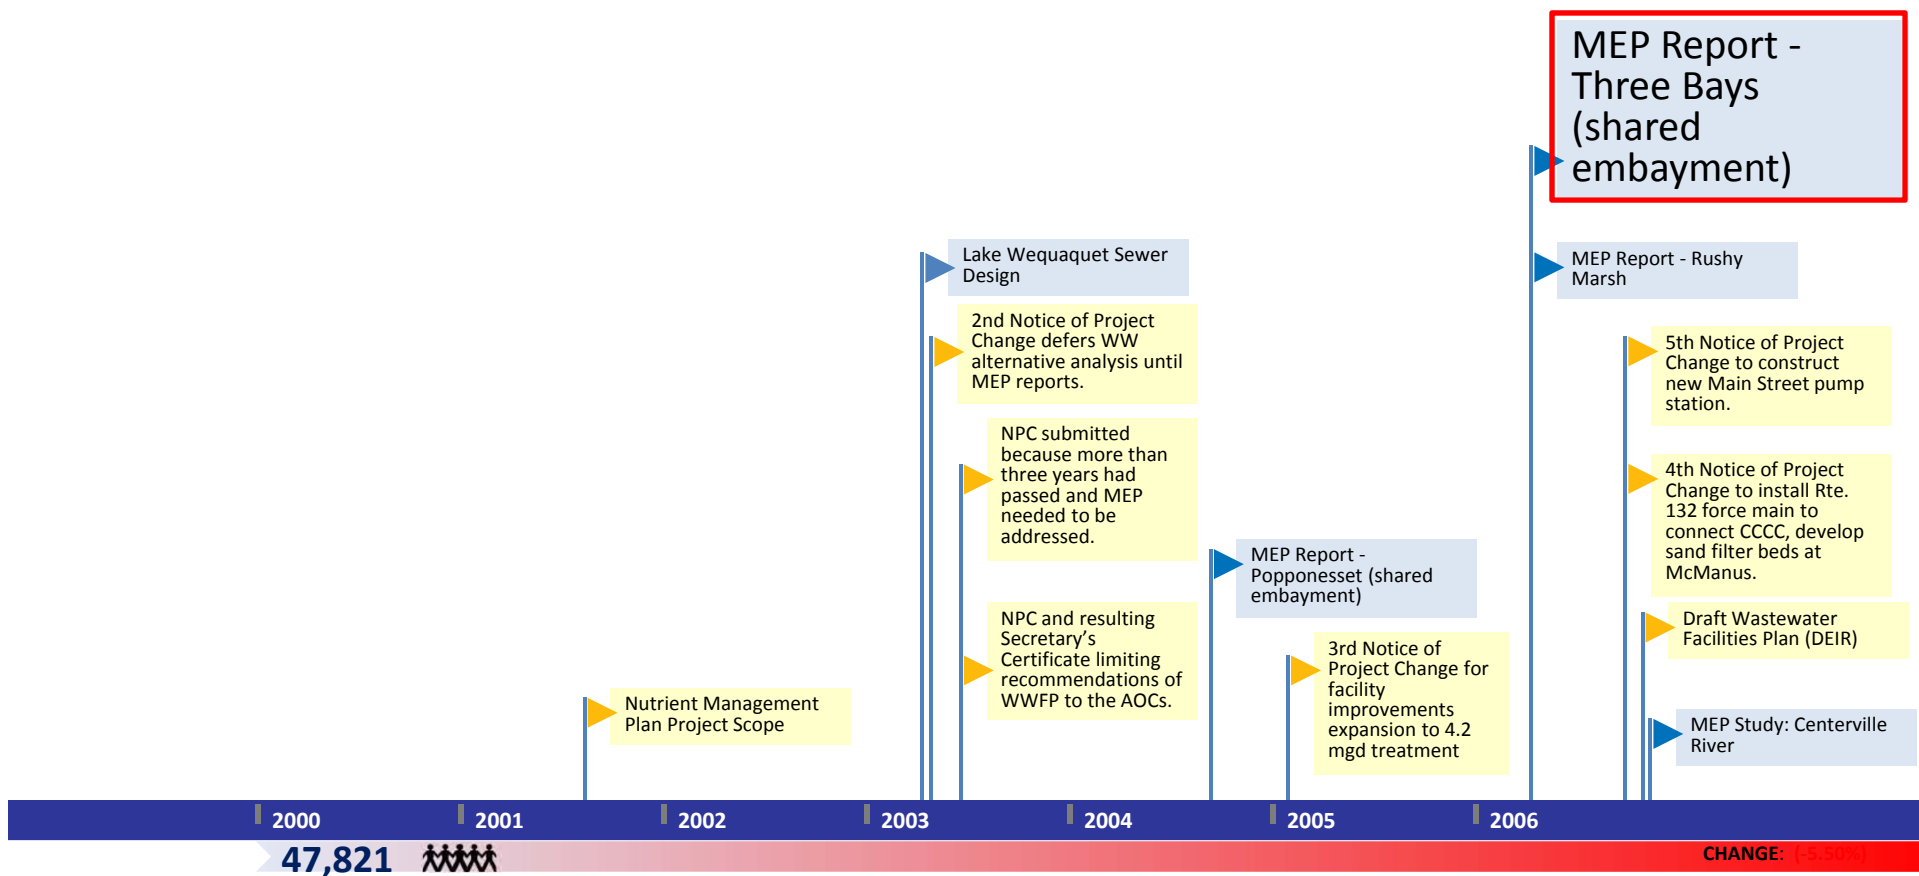 MEP Report -
Three Bays
(shared
embayment)
Lake Wequaquet Sewer
Design
MEP Report - Rushy
Marsh
2nd Notice of Project
Change defers WW
alternative analysis until
MEP reports.
5th Notice of Project
Change to construct
new Main Street pump
station.
NPC submitted
because more than
three years had
passed and MEP
needed to be
addressed.
4th Notice of Project
Change to install Rte.
132 force main to
connect CCCC, develop
sand filter beds at
McManus.
MEP Report -
Popponesset (shared
embayment)
NPC and resulting
Secretary’s
Certificate limiting
recommendations of
WWFP to the AOCs.
3rd Notice of
Project Change for
facility
improvements
expansion to 4.2
mgd treatment
Draft Wastewater
Facilities Plan (DEIR)
Nutrient Management
Plan Project Scope
MEP Study: Centerville
River
2000 2001 2002 2003 2004 2005 2006
47,821 CHANGE: (-5.50%)